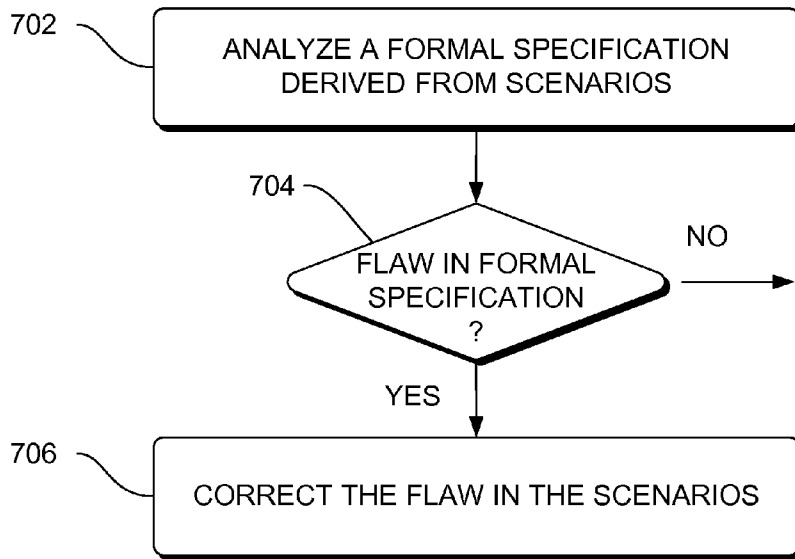 702
ANALYZE A FORMAL SPECIFICATION
DERIVED FROM SCENARIOS
704
FLAW IN FORMAL
SPECIFICATION
?
NO
YES
706
CORRECT THE FLAW IN THE SCENARIOS